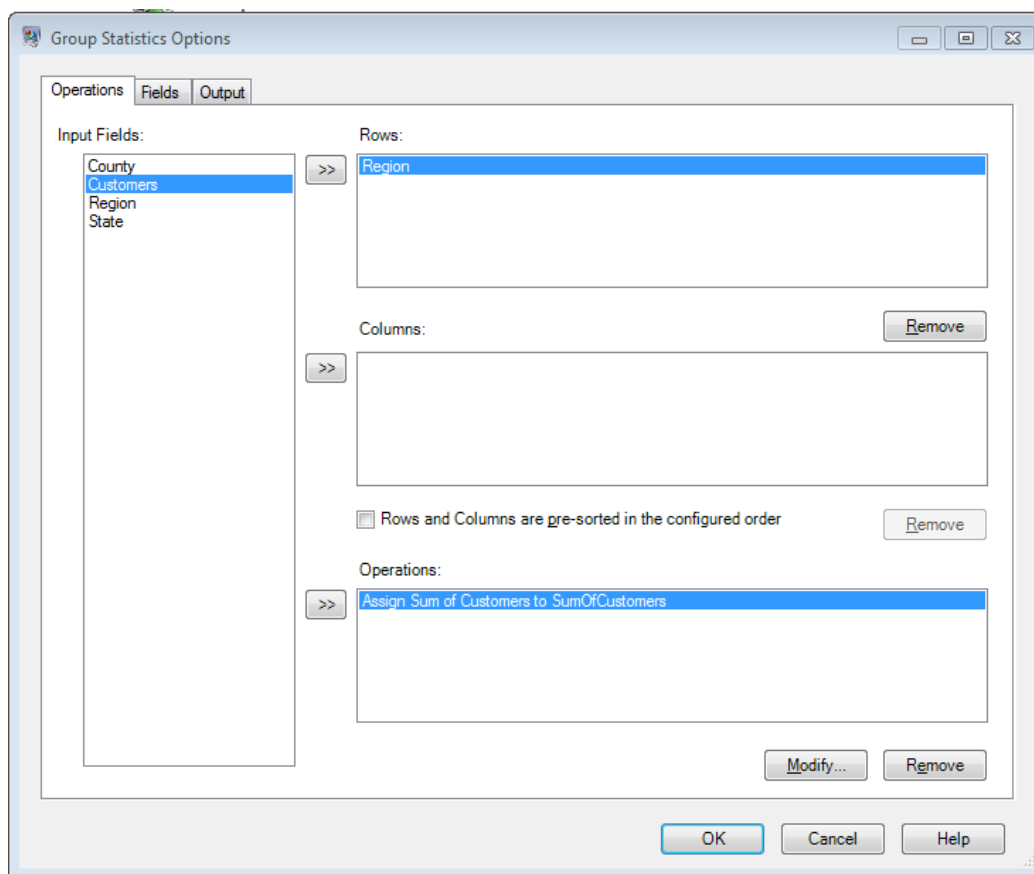 Group Statistics Options
Operations
Fields
Output
Input Fields:
Rows:
County
Customers
Region
State
>>
Region
Columns:
Remove
>>
Rows and Columns are pre-sorted in the configured order
Remove
Operations:
>>
Assign Sum of Customers to SumOfCustomers
Modify...
Remove
OK
Cancel
Help